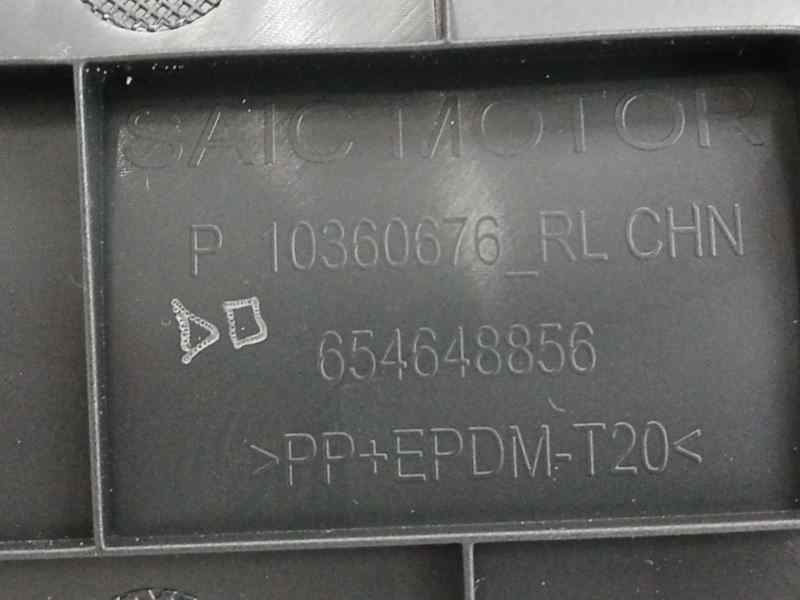 SAIC MOTOR
P 10360676_RL CHN
654648856
>PP+EPDM-T20<